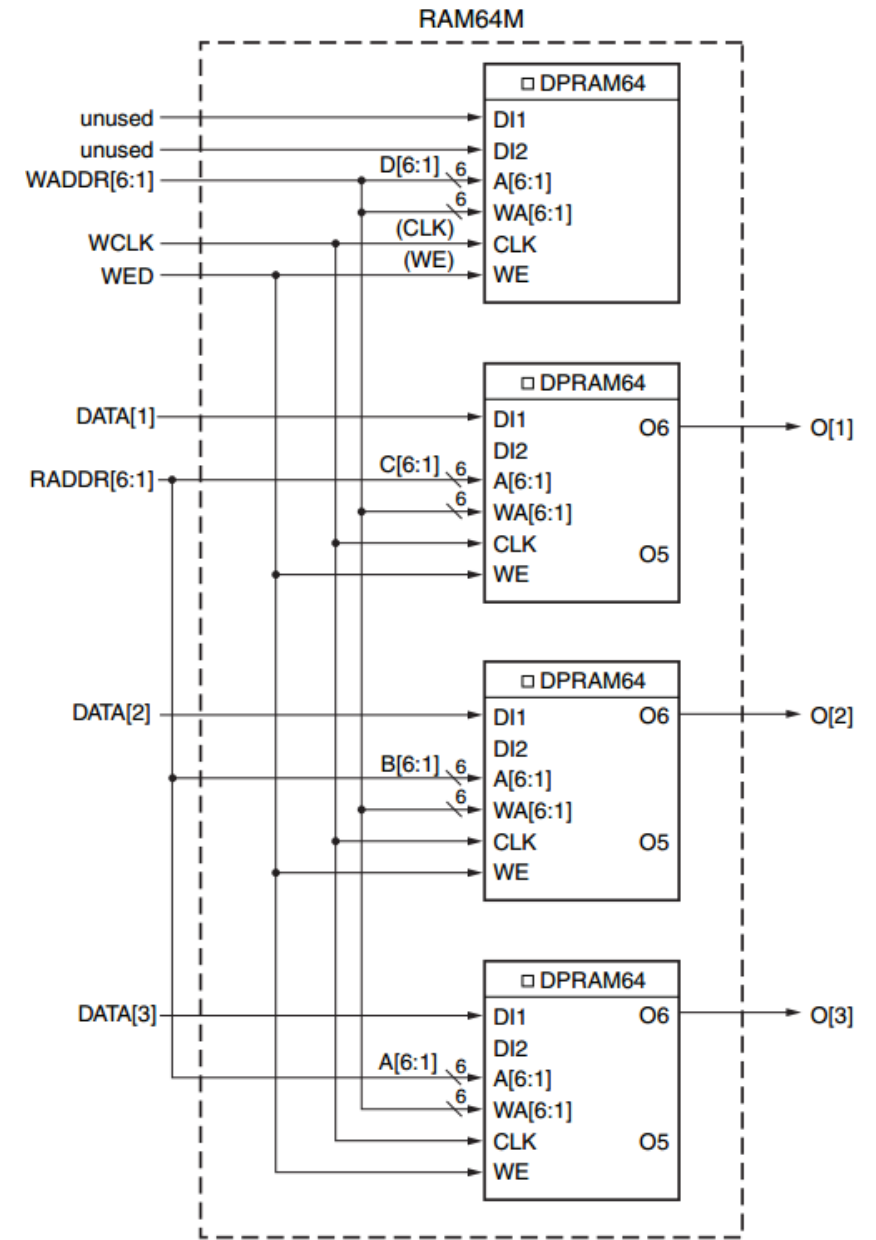 RAM64M
DPRAM64
unused DI1
unused DI2
WADDR[6:1] D[6:1] 6 A[6:1]
6 WA[6:1]
WCLK (CLK) CLK
WED (WE) WE
DPRAM64
DATA[1] DI1 O6 O[1]
DI2
RADDR[6:1] C[6:1] 6 A[6:1]
6 WA[6:1]
CLK O5
WE
DPRAM64
DATA[2] DI1 O6 O[2]
DI2
B[6:1] 6 A[6:1]
6 WA[6:1]
CLK O5
WE
DPRAM64
DATA[3] DI1 O6 O[3]
DI2
A[6:1] 6 A[6:1]
6 WA[6:1]
CLK O5
WE